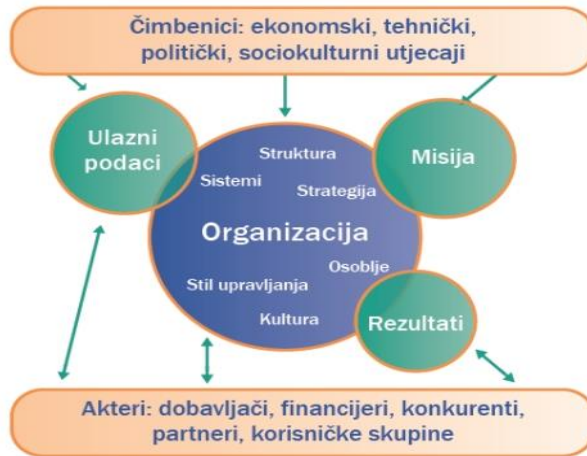 Čimbenici: ekonomski, tehnički,
politički, sociokulturni utjecaji
Ulazni
podaci
Misija
Struktura
Sistemi
Strategija
Organizacija
Osoblje
Stil upravljanja
Kultura
Rezultati
Akteri: dobavljači, financijeri, konkurenti,
partneri, korisničke skupine